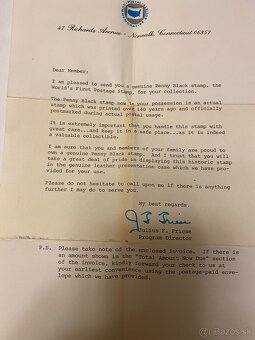 47 Richards Avenue · Norwalk, Connecticut 06857
Dear Member:
I am pleased to send you a genuine Penny Black stamp, the
World's First Postage Stamp, for your collection.
The Penny Black stamp now in your possession is an actual
stamp which was printed over 140 years ago and officially
postmarked during actual postal usage.
It is extremely important that you handle this stamp with
great care...and keep it in a safe place...as it is indeed
a valuable collectible.
I am sure that you and members of your family are proud to
own a genuine Penny Black Stamp. And I trust that you will
take a great deal of pride in displaying this historic stamp
in the genuine leather presentation case which we have pro-
vided for your use.
Please do not hesitate to call upon me if there is anything
further I may do to serve you.
My best regards,
Julius F. Friese
Program Director
P.S. Please take note of the enclosed invoice. If there is
an amount shown in the "Total Amount Now Due" section
of the invoice, kindly forward your check to us at
your earliest convenience using the postage-paid enve-
lope which we have provided.
bazos.sk